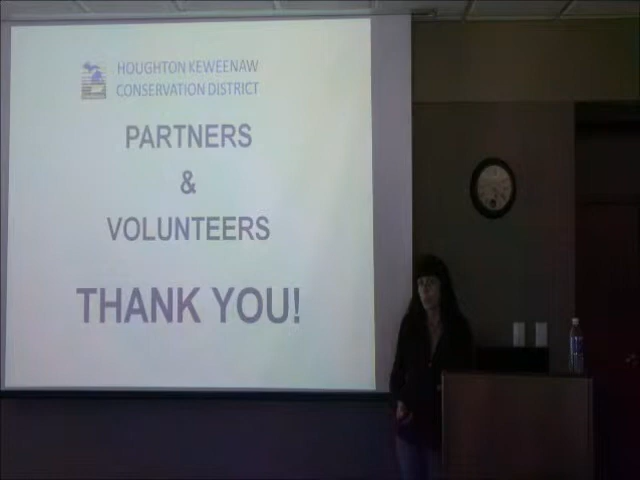 HOUGHTON KEWEENAW
CONSERVATION DISTRICT
PARTNERS
&
VOLUNTEERS
THANK YOU!